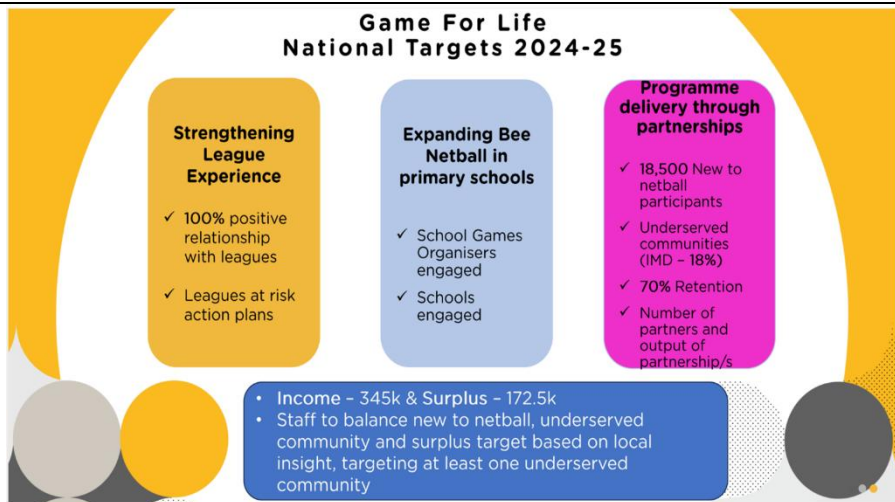 Game For Life
National Targets 2024-25
Strengthening
League
Experience
✓ 100% positive
relationship
with leagues
✓ Leagues at risk
action plans
Expanding Bee
Netball in
primary schools
✓ School Games
Organisers
engaged
✓ Schools
engaged
Programme
delivery through
partnerships
✓ 18,500 New to
netball
participants
✓ Underserved
communities
(IMD – 18%)
✓ 70% Retention
✓ Number of
partners and
output of
partnership/s
• Income – 345k & Surplus – 172.5k
• Staff to balance new to netball, underserved
community and surplus target based on local
insight, targeting at least one underserved
community